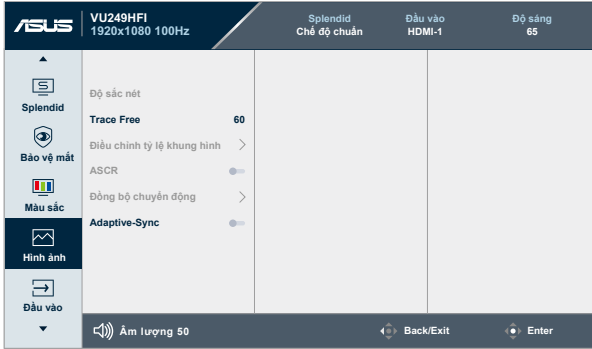 ASUS
VU249HFI
1920x1080 100Hz
Splendid
Chế độ chuẩn
Đầu vào
HDMI-1
Độ sáng
65
Splendid
Bảo vệ mắt
Màu sắc
Hình ảnh
Đầu vào
Độ sắc nét
Trace Free 60
Điều chỉnh tỷ lệ khung hình
ASCR
Đồng bộ chuyển động
Adaptive-Sync
Âm lượng 50
Back/Exit
Enter